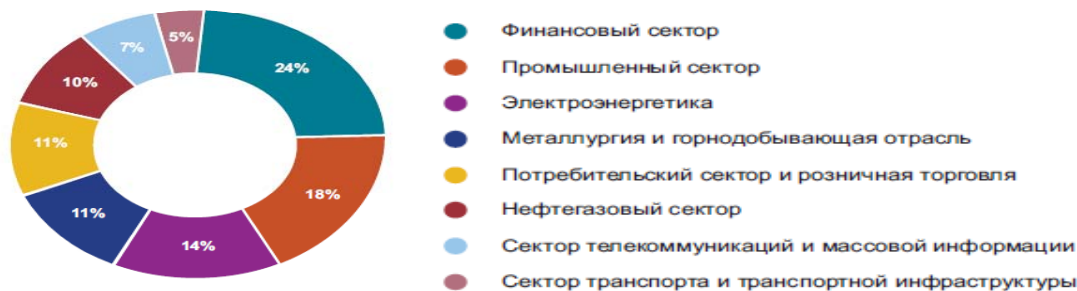 24%
18%
14%
11%
11%
10%
7%
5%
Финансовый сектор
Промышленный сектор
Электроэнергетика
Металлургия и горнодобывающая отрасль
Потребительский сектор и розничная торговля
Нефтегазовый сектор
Сектор телекоммуникаций и массовой информации
Сектор транспорта и транспортной инфраструктуры